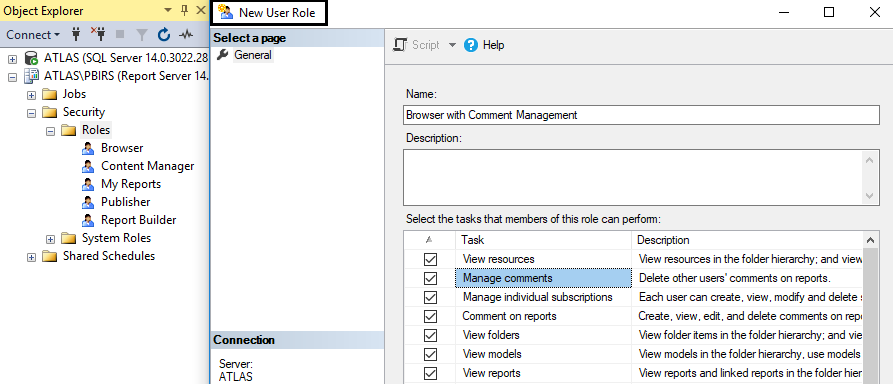 Object Explorer
Connect
ATLAS (SQL Server 14.0.3022.28
ATLAS\PBIRS (Report Server 14.
Jobs
Security
Roles
Browser
Content Manager
My Reports
Publisher
Report Builder
System Roles
Shared Schedules
New User Role
Select a page
General
Connection
Server:
ATLAS
Script Help
Name:
Browser with Comment Management
Description:
Select the tasks that members of this role can perform:
Task Description
View resources View resources in the folder hierarchy; and view
Manage comments Delete other users' comments on reports.
Manage individual subscriptions Each user can create, view, modify and delete s
Comment on reports Create, view, edit, and delete comments on repo
View folders View folder items in the folder hierarchy; and vie
View models View models in the folder hierarchy, use models
View reports View reports and linked reports in the folder hier